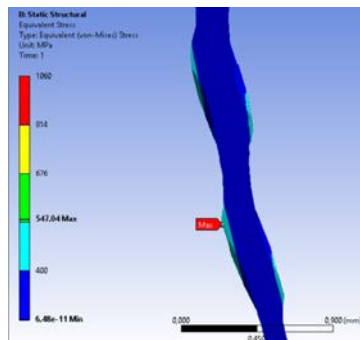 B: Static Structural
Equivalent Stress
Type: Equivalent (von-Mises) Stress
Unit: MPa
Time: 1
1060
814
676
547.04 Max
400
6.48e-11 Min
Max
0.000
0.900 (mm)
0.450